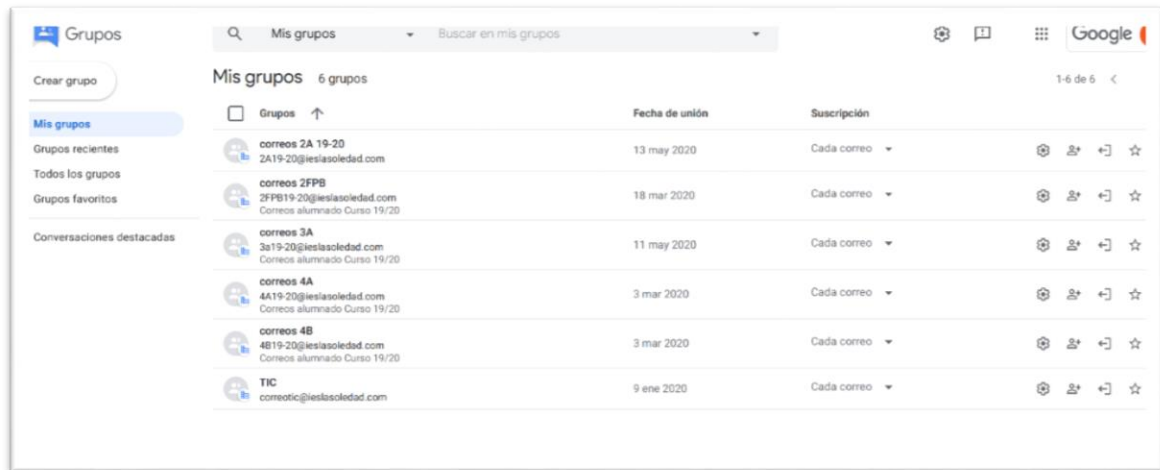 Grupos
Mis grupos
Buscar en mis grupos
Google
Crear grupo
Mis grupos
Grupos recientes
Todos los grupos
Grupos favoritos
Conversaciones destacadas
Mis grupos 6 grupos
1-6 de 6
Grupos Fecha de unión Suscripción
correos 2A 19-20
2A19-20@ieslasoledad.com
13 may 2020 Cada correo
correos 2FPB
2FPB19-20@ieslasoledad.com
Correos alumnado Curso 19/20
18 mar 2020 Cada correo
correos 3A
3a19-20@ieslasoledad.com
Correos alumnado Curso 19/20
11 may 2020 Cada correo
correos 4A
4A19-20@ieslasoledad.com
Correos alumnado Curso 19/20
3 mar 2020 Cada correo
correos 4B
4B19-20@ieslasoledad.com
Correos alumnado Curso 19/20
3 mar 2020 Cada correo
TIC
correotic@ieslasoledad.com
9 ene 2020 Cada correo